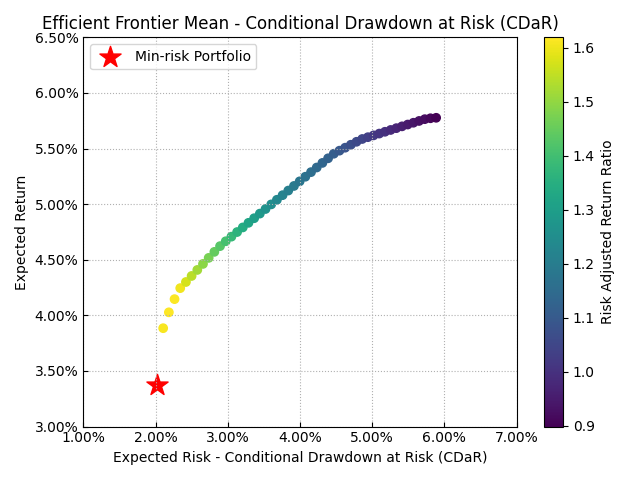 Efficient Frontier Mean - Conditional Drawdown at Risk (CDaR)
Min-risk Portfolio
6.50%
6.00%
5.50%
5.00%
4.50%
4.00%
3.50%
3.00%
Expected Return
1.00% 2.00% 3.00% 4.00% 5.00% 6.00% 7.00%
Expected Risk - Conditional Drawdown at Risk (CDaR)
1.6
1.5
1.4
1.3
1.2
1.1
1.0
0.9
Risk Adjusted Return Ratio